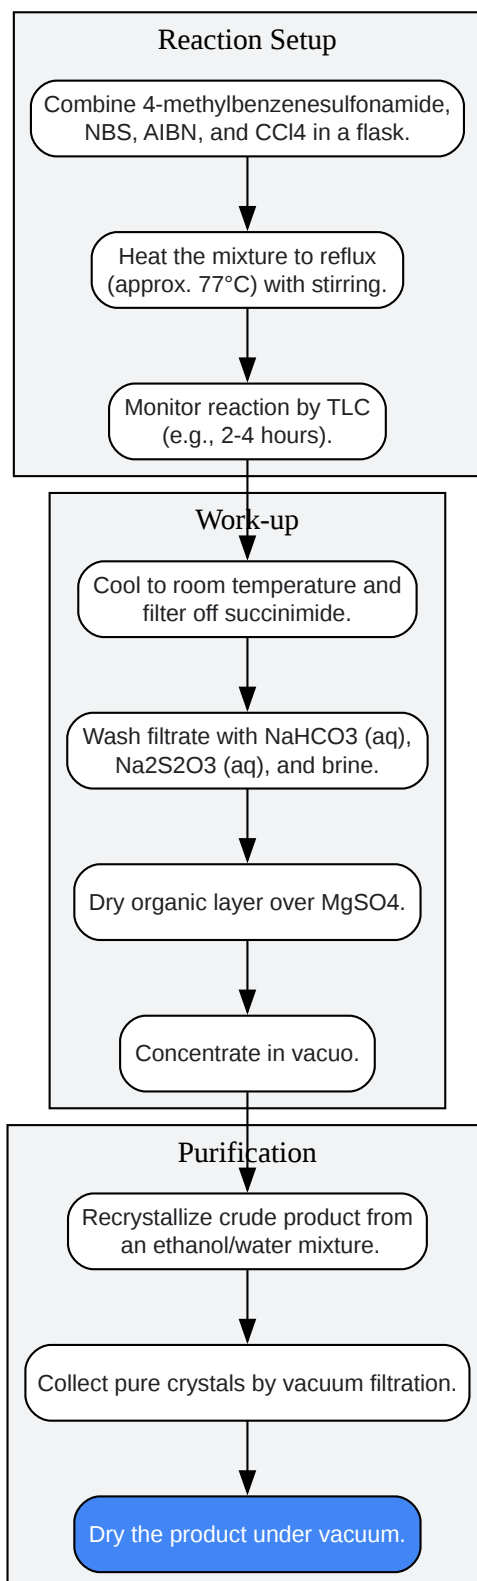 Reaction Setup
Combine 4-methylbenzenesulfonamide,
NBS, AIBN, and CCl4 in a flask.
Heat the mixture to reflux
(approx. 77°C) with stirring.
Monitor reaction by TLC
(e.g., 2-4 hours).
Work-up
Cool to room temperature and
filter off succinimide.
Wash filtrate with NaHCO3 (aq),
Na2S2O3 (aq), and brine.
Dry organic layer over MgSO4.
Concentrate in vacuo.
Purification
Recrystallize crude product from
an ethanol/water mixture.
Collect pure crystals by vacuum filtration.
Dry the product under vacuum.